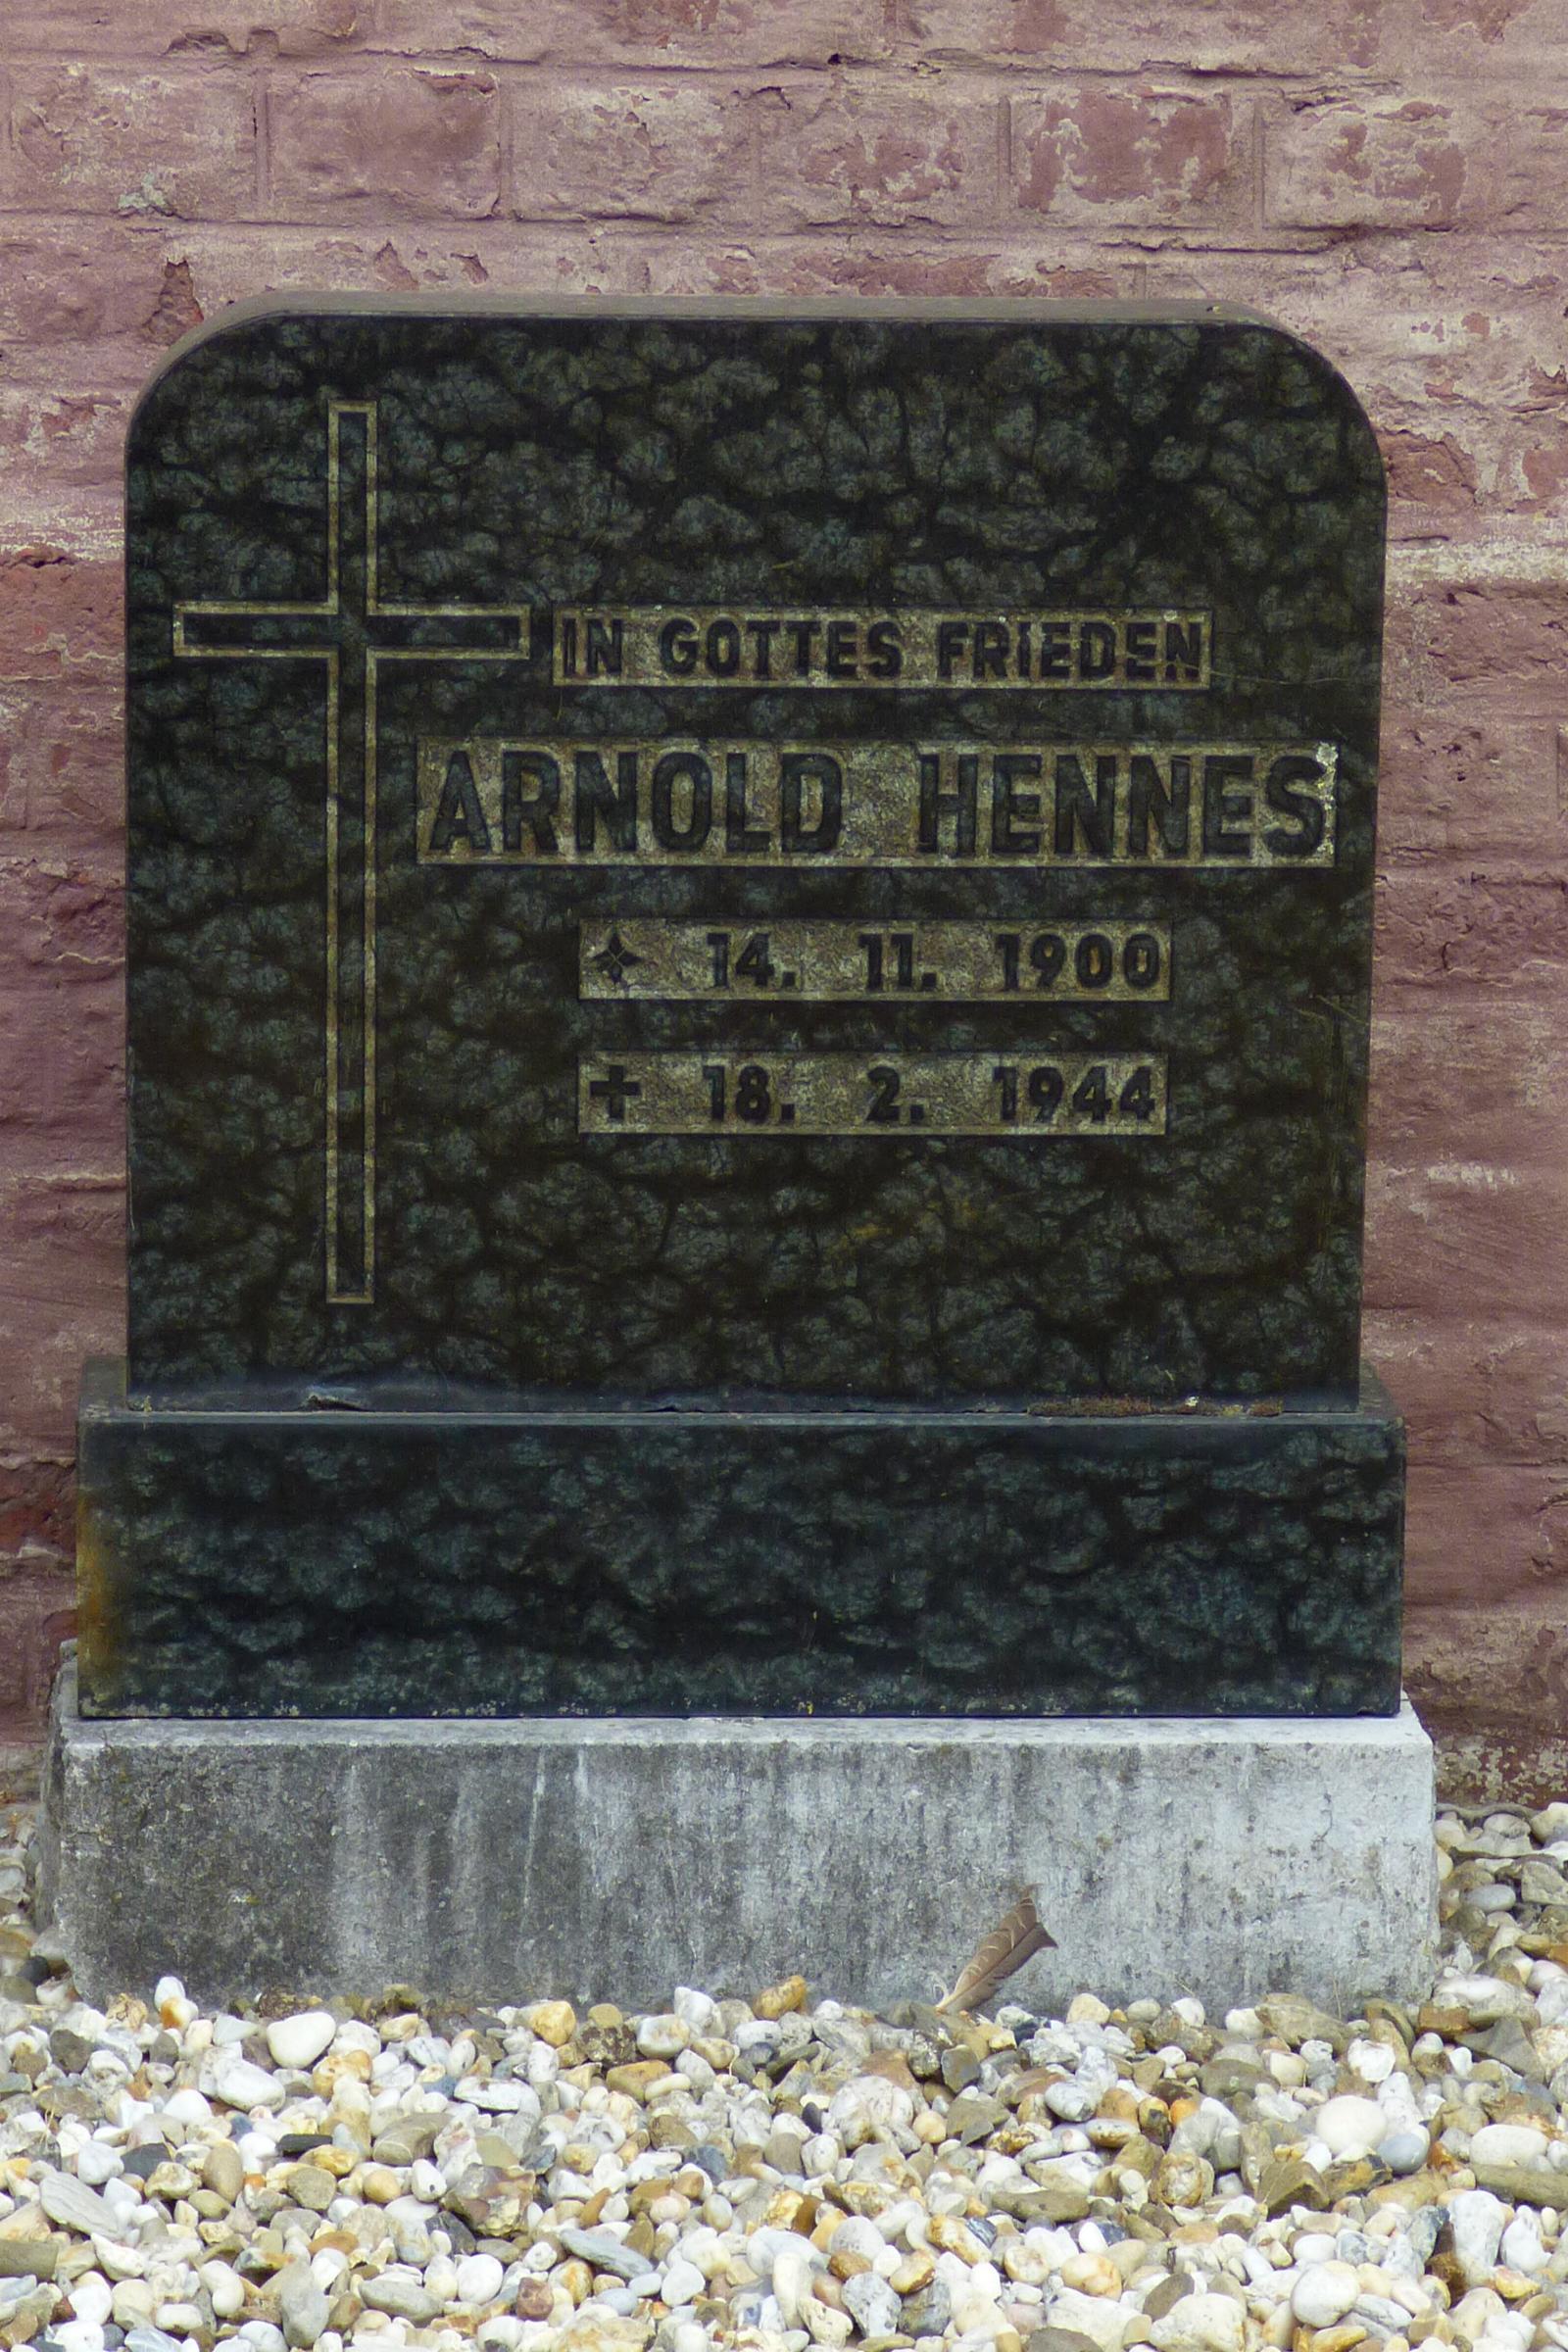 IN GOTTES FRIEDEN
ARNOLD HENNES
✦ 14. 11. 1900
✝ 18. 2. 1944